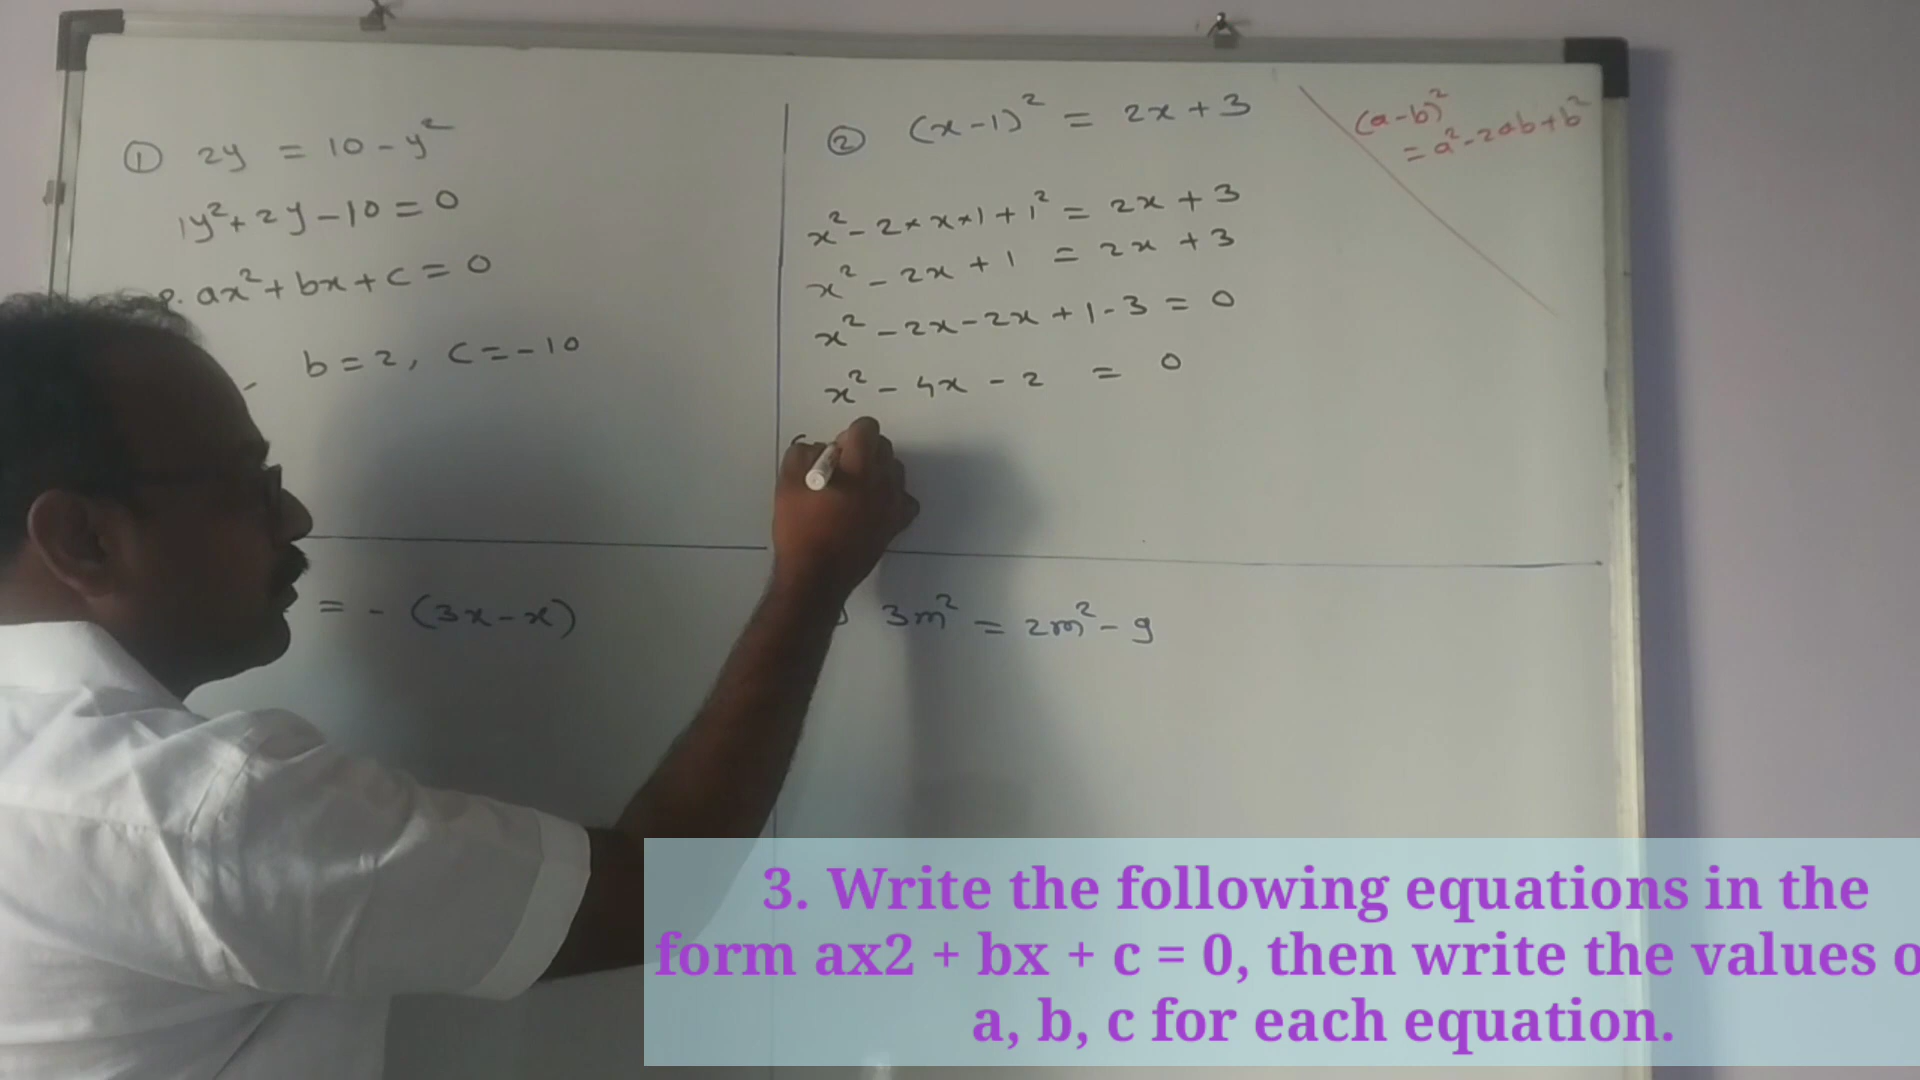 ① 2y = 10 - y²
1y² + 2y - 10 = 0
p. ax² + bx + c = 0
b = 2, c = -10
② (x - 1)² = 2x + 3
x² - 2 × x × 1 + 1² = 2x + 3
x² - 2x + 1 = 2x + 3
x² - 2x - 2x + 1 - 3 = 0
x² - 4x - 2 = 0
(a - b)²
= a² - 2ab + b²
= - (3x - x)
3m² = 2m² - 9
3. Write the following equations in the
form ax2 + bx + c = 0, then write the values o
a, b, c for each equation.